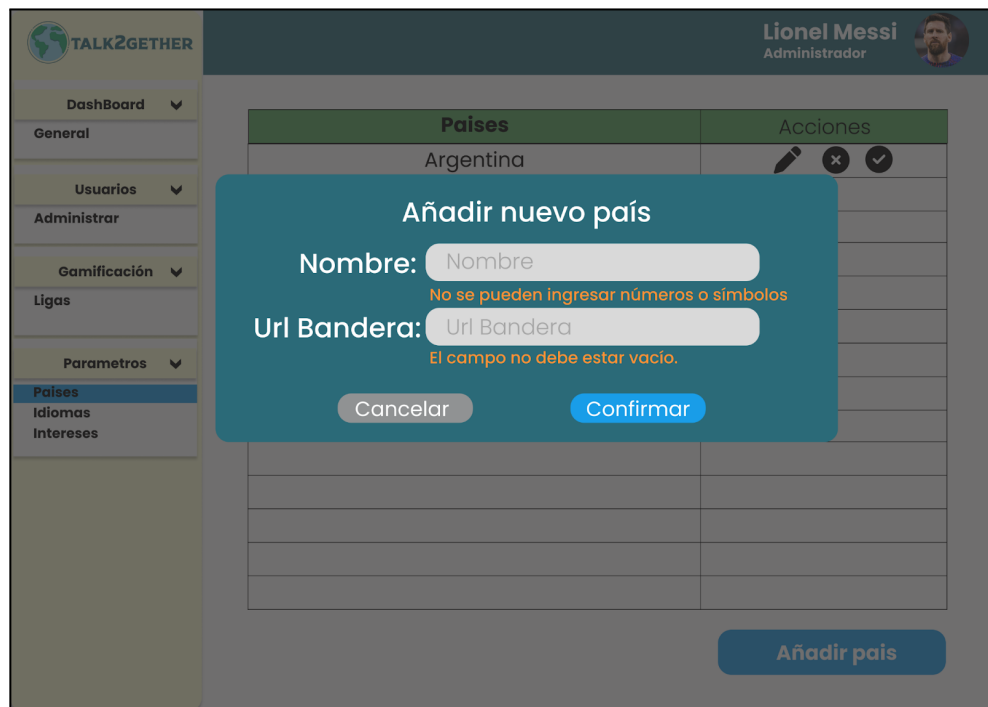 TALK2GETHER
Lionel Messi
Administrador
DashBoard
General
Usuarios
Administrar
Gamificación
Ligas
Parametros
Paises
Idiomas
Intereses
Paises Acciones
Argentina
Añadir nuevo país
Nombre: Nombre
No se pueden ingresar números o símbolos
Url Bandera: Url Bandera
El campo no debe estar vacío.
Cancelar Confirmar
Añadir pais